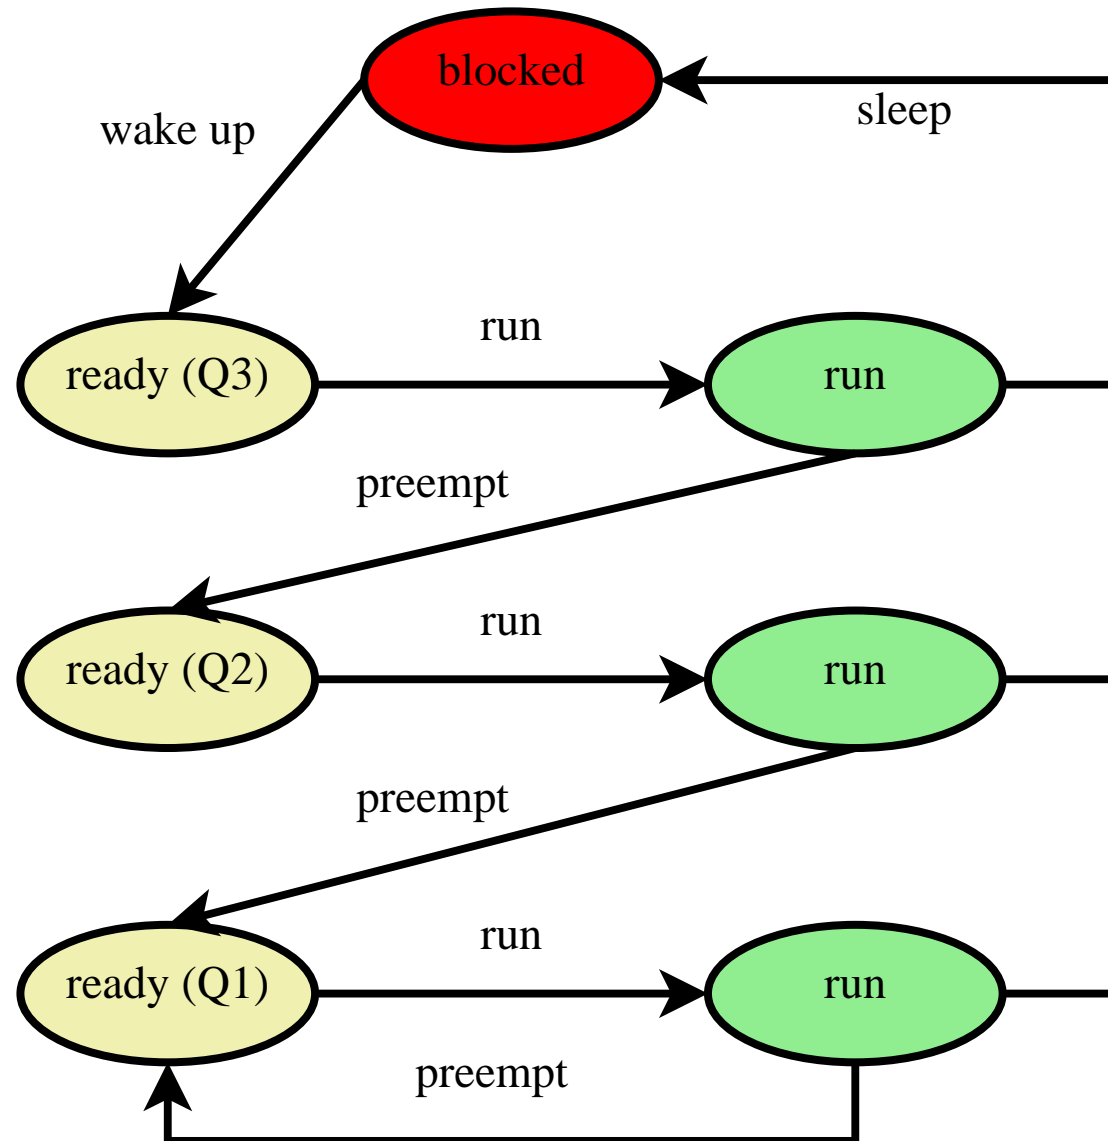 blocked
sleep
wake up
run
ready (Q3)
run
preempt
run
ready (Q2)
run
preempt
run
ready (Q1)
run
preempt